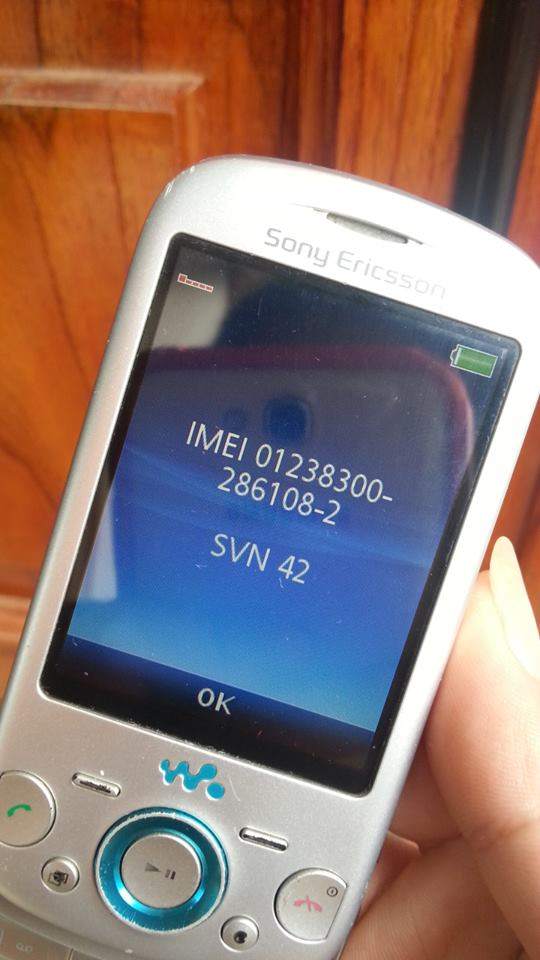 Sony Ericsson
IMEI 01238300-
286108-2
SVN 42
OK